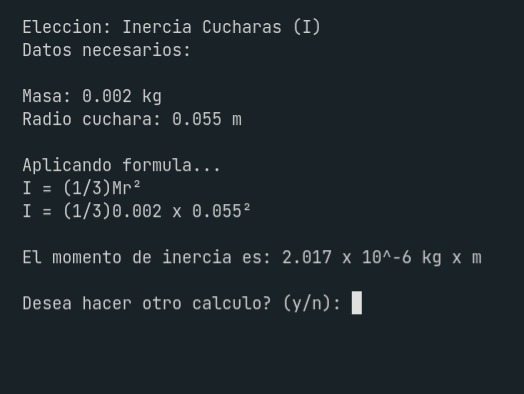 Eleccion: Inercia Cucharas (I)
Datos necesarios:
Masa: 0.002 kg
Radio cuchara: 0.055 m
Aplicando formula...
I = (1/3)Mr²
I = (1/3)0.002 x 0.055²
El momento de inercia es: 2.017 x 10^-6 kg x m
Desea hacer otro calculo? (y/n):